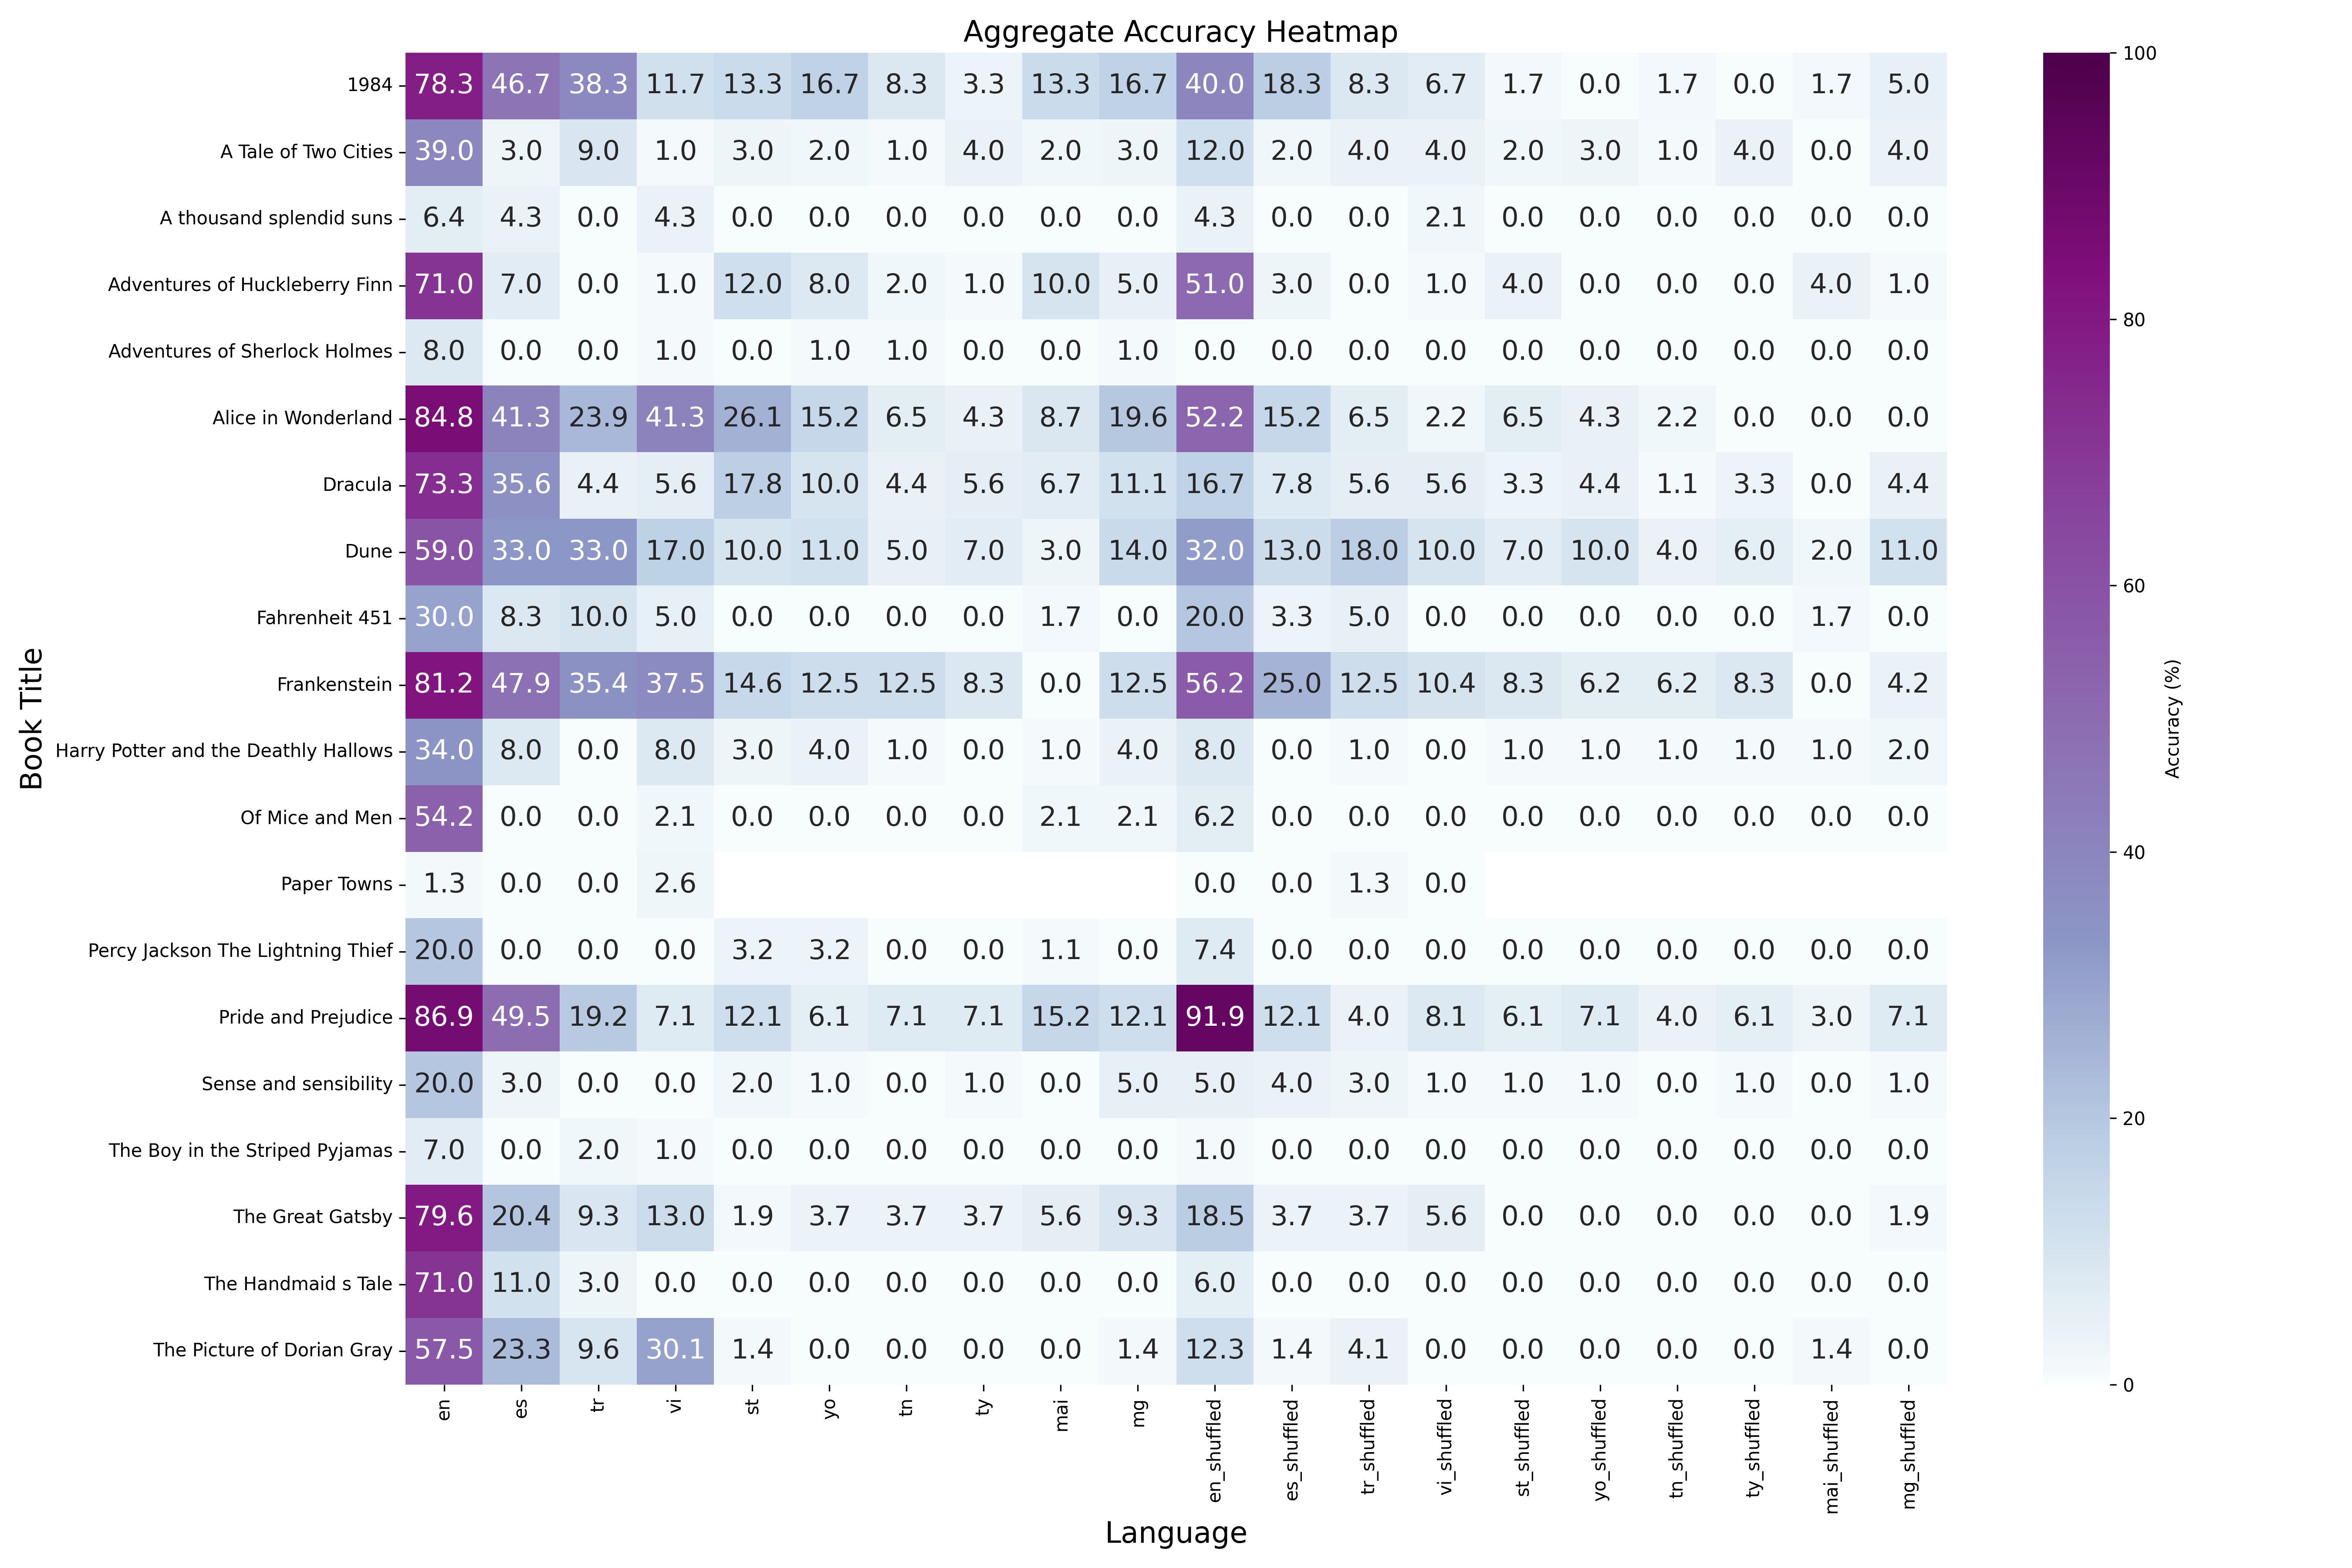 Aggregate Accuracy Heatmap
1984 78.3 46.7 38.3 11.7 13.3 16.7 8.3 3.3 13.3 16.7 40.0 18.3 8.3 6.7 1.7 0.0 1.7 0.0 1.7 5.0
A Tale of Two Cities 39.0 3.0 9.0 1.0 3.0 2.0 1.0 4.0 2.0 3.0 12.0 2.0 4.0 4.0 2.0 3.0 1.0 4.0 0.0 4.0
A thousand splendid suns 6.4 4.3 0.0 4.3 0.0 0.0 0.0 0.0 0.0 0.0 4.3 0.0 0.0 2.1 0.0 0.0 0.0 0.0 0.0 0.0
Adventures of Huckleberry Finn 71.0 7.0 0.0 1.0 12.0 8.0 2.0 1.0 10.0 5.0 51.0 3.0 0.0 1.0 4.0 0.0 0.0 0.0 4.0 1.0
Adventures of Sherlock Holmes 8.0 0.0 0.0 1.0 0.0 1.0 1.0 0.0 0.0 1.0 0.0 0.0 0.0 0.0 0.0 0.0 0.0 0.0 0.0 0.0
Alice in Wonderland 84.8 41.3 23.9 41.3 26.1 15.2 6.5 4.3 8.7 19.6 52.2 15.2 6.5 2.2 6.5 4.3 2.2 0.0 0.0 0.0
Dracula 73.3 35.6 4.4 5.6 17.8 10.0 4.4 5.6 6.7 11.1 16.7 7.8 5.6 5.6 3.3 4.4 1.1 3.3 0.0 4.4
Dune 59.0 33.0 33.0 17.0 10.0 11.0 5.0 7.0 3.0 14.0 32.0 13.0 18.0 10.0 7.0 10.0 4.0 6.0 2.0 11.0
Fahrenheit 451 30.0 8.3 10.0 5.0 0.0 0.0 0.0 0.0 1.7 0.0 20.0 3.3 5.0 0.0 0.0 0.0 0.0 0.0 1.7 0.0
Frankenstein 81.2 47.9 35.4 37.5 14.6 12.5 12.5 8.3 0.0 12.5 56.2 25.0 12.5 10.4 8.3 6.2 6.2 8.3 0.0 4.2
Harry Potter and the Deathly Hallows 34.0 8.0 0.0 8.0 3.0 4.0 1.0 0.0 1.0 4.0 8.0 0.0 1.0 0.0 1.0 1.0 1.0 1.0 1.0 2.0
Of Mice and Men 54.2 0.0 0.0 2.1 0.0 0.0 0.0 0.0 2.1 2.1 6.2 0.0 0.0 0.0 0.0 0.0 0.0 0.0 0.0 0.0
Paper Towns 1.3 0.0 0.0 2.6 0.0 0.0 1.3 0.0
Percy Jackson The Lightning Thief 20.0 0.0 0.0 0.0 3.2 3.2 0.0 0.0 1.1 0.0 7.4 0.0 0.0 0.0 0.0 0.0 0.0 0.0 0.0 0.0
Pride and Prejudice 86.9 49.5 19.2 7.1 12.1 6.1 7.1 7.1 15.2 12.1 91.9 12.1 4.0 8.1 6.1 7.1 4.0 6.1 3.0 7.1
Sense and sensibility 20.0 3.0 0.0 0.0 2.0 1.0 0.0 1.0 0.0 5.0 5.0 4.0 3.0 1.0 1.0 1.0 0.0 1.0 0.0 1.0
The Boy in the Striped Pyjamas 7.0 0.0 2.0 1.0 0.0 0.0 0.0 0.0 0.0 0.0 1.0 0.0 0.0 0.0 0.0 0.0 0.0 0.0 0.0 0.0
The Great Gatsby 79.6 20.4 9.3 13.0 1.9 3.7 3.7 3.7 5.6 9.3 18.5 3.7 3.7 5.6 0.0 0.0 0.0 0.0 0.0 1.9
The Handmaid s Tale 71.0 11.0 3.0 0.0 0.0 0.0 0.0 0.0 0.0 0.0 6.0 0.0 0.0 0.0 0.0 0.0 0.0 0.0 0.0 0.0
The Picture of Dorian Gray 57.5 23.3 9.6 30.1 1.4 0.0 0.0 0.0 0.0 1.4 12.3 1.4 4.1 0.0 0.0 0.0 0.0 0.0 1.4 0.0
en es tr vi st yo tn ty mai mg en_shuffled es_shuffled tr_shuffled vi_shuffled st_shuffled yo_shuffled tn_shuffled ty_shuffled mai_shuffled mg_shuffled
Language
Book Title
100
80
60
40
20
0
Accuracy (%)